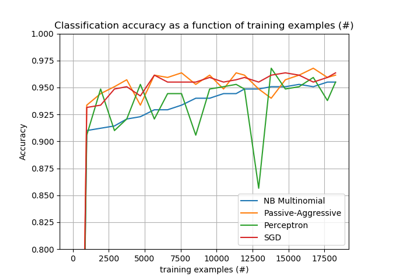 Classification accuracy as a function of training examples (#)
1.000
0.975
0.950
0.925
0.900
0.875
0.850
0.825
0.800
Accuracy
NB Multinomial
Passive-Aggressive
Perceptron
SGD
0 2500 5000 7500 10000 12500 15000 17500
training examples (#)